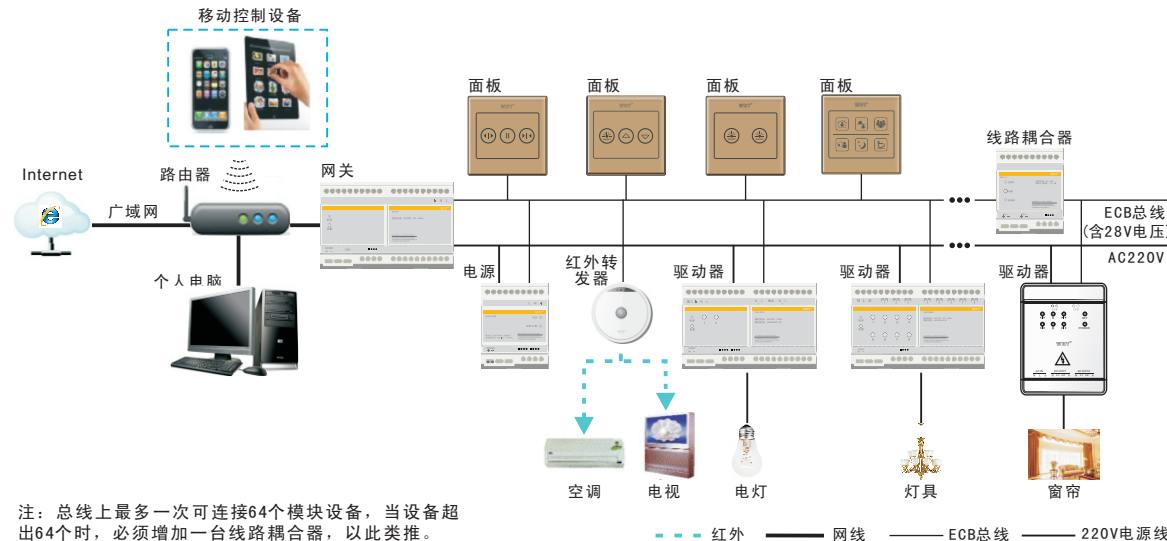 移动控制设备
面板
面板
面板
面板
线路耦合器
Internet
路由器
网关
广域网
ECB总线
(含28V电压)
AC220V
个人电脑
电源
红外转
发器
驱动器
驱动器
驱动器
空调
电视
电灯
灯具
窗帘
注：总线上最多一次可连接64个模块设备，当设备超
出64个时，必须增加一台线路耦合器，以此类推。
红外
网线
ECB总线
220V电源线